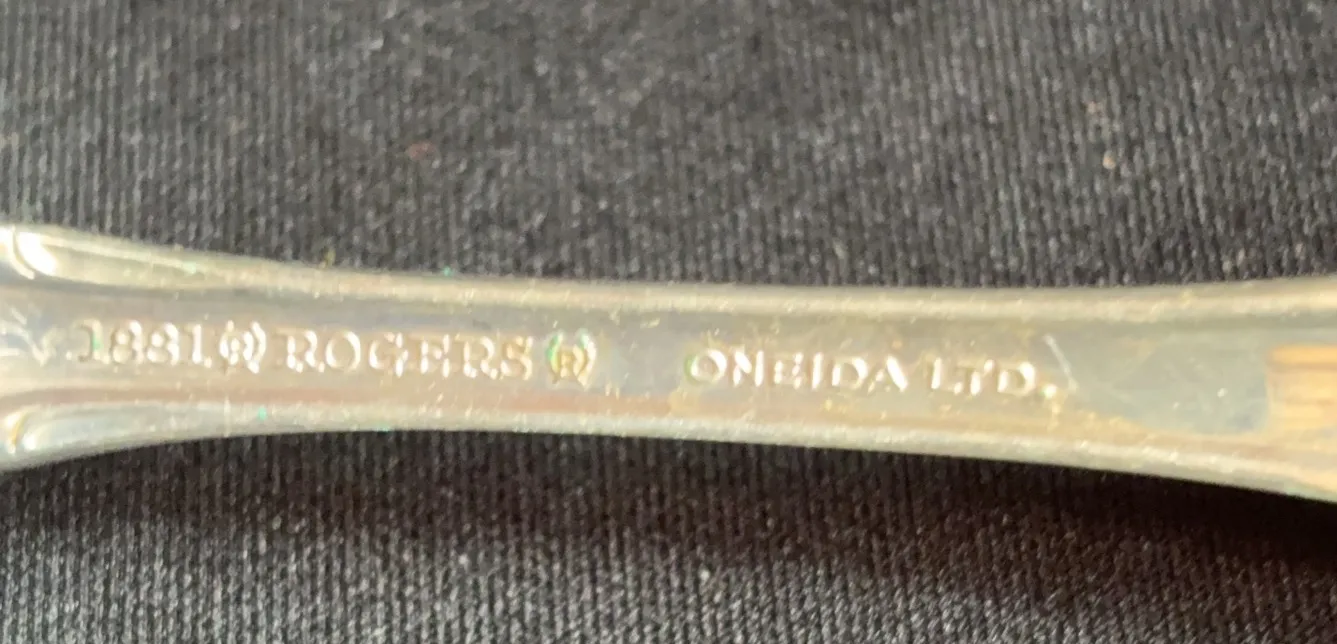 1881 ® ROGERS ® ONEIDA LTD.